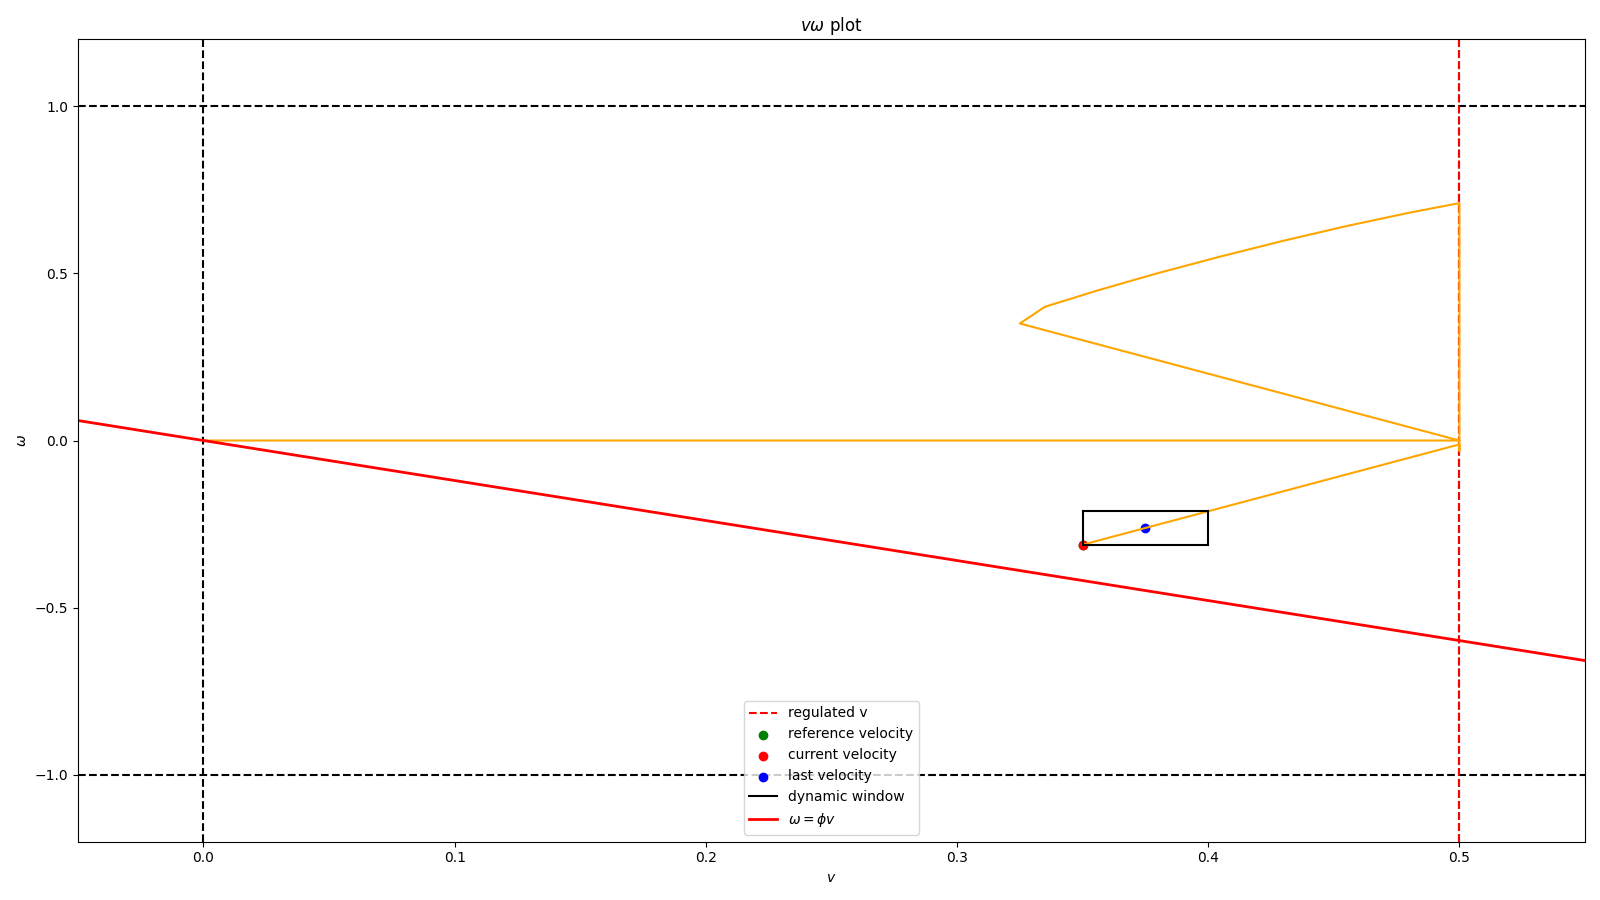 vω plot
1.0
0.5
0.0
−0.5
−1.0
ω
0.0
0.1
0.2
0.3
0.4
0.5
v
regulated v
reference velocity
current velocity
last velocity
dynamic window
ω = ϕv